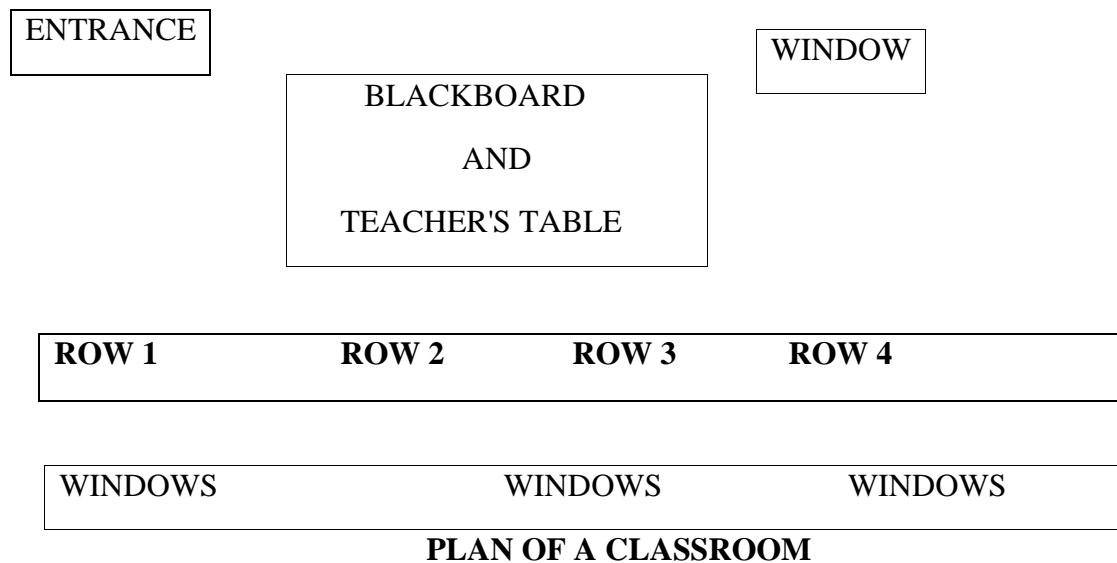 ENTRANCE
WINDOW
BLACKBOARD
AND
TEACHER'S TABLE
ROW 1 ROW 2 ROW 3 ROW 4
WINDOWS WINDOWS WINDOWS
PLAN OF A CLASSROOM